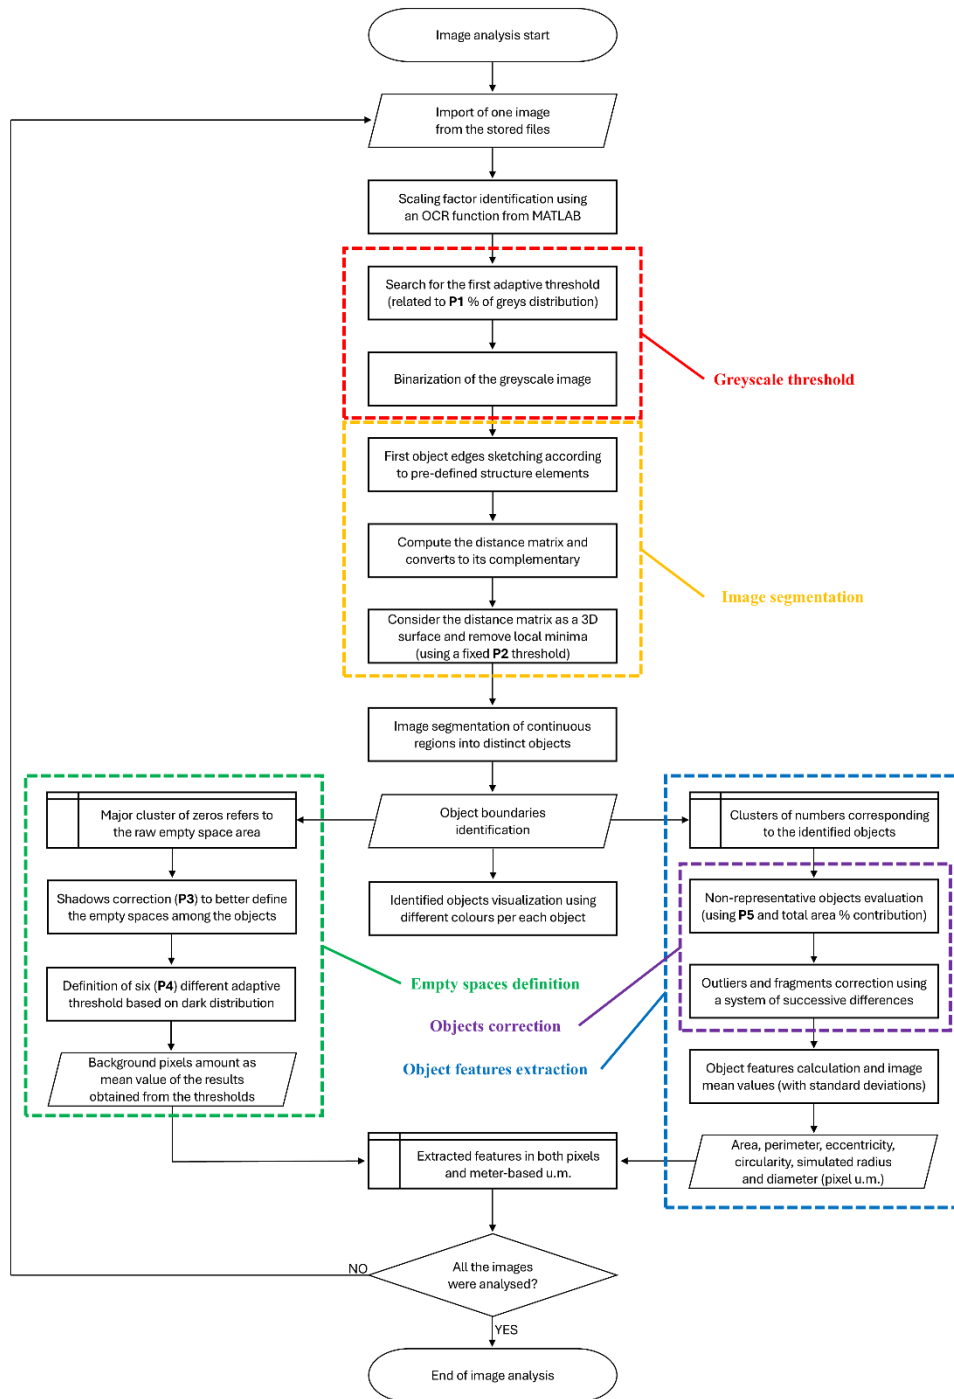 Image analysis start
Import of one image
from the stored files
Scaling factor identification using
an OCR function from MATLAB
Search for the first adaptive threshold
(related to P1 % of greys distribution)
Binarization of the greyscale image
Greyscale threshold
First object edges sketching according
to pre-defined structure elements
Compute the distance matrix and
converts to its complementary
Image segmentation
Consider the distance matrix as a 3D
surface and remove local minima
(using a fixed P2 threshold)
Image segmentation of continuous
regions into distinct objects
Major cluster of zeros refers to
the raw empty space area
Object boundaries
identification
Clusters of numbers corresponding
to the identified objects
Shadows correction (P3) to better define
the empty spaces among the objects
Identified objects visualization using
different colours per each object
Non-representative objects evaluation
(using P5 and total area % contribution)
Definition of six (P4) different adaptive
threshold based on dark distribution
Empty spaces definition
Outliers and fragments correction using
a system of successive differences
Objects correction
Object features extraction
Background pixels amount as
mean value of the results
obtained from the thresholds
Object features calculation and image
mean values (with standard deviations)
Extracted features in both pixels
and meter-based u.m.
Area, perimeter, eccentricity,
circularity, simulated radius
and diameter (pixel u.m.)
All the images
were analysed?
NO
YES
End of image analysis